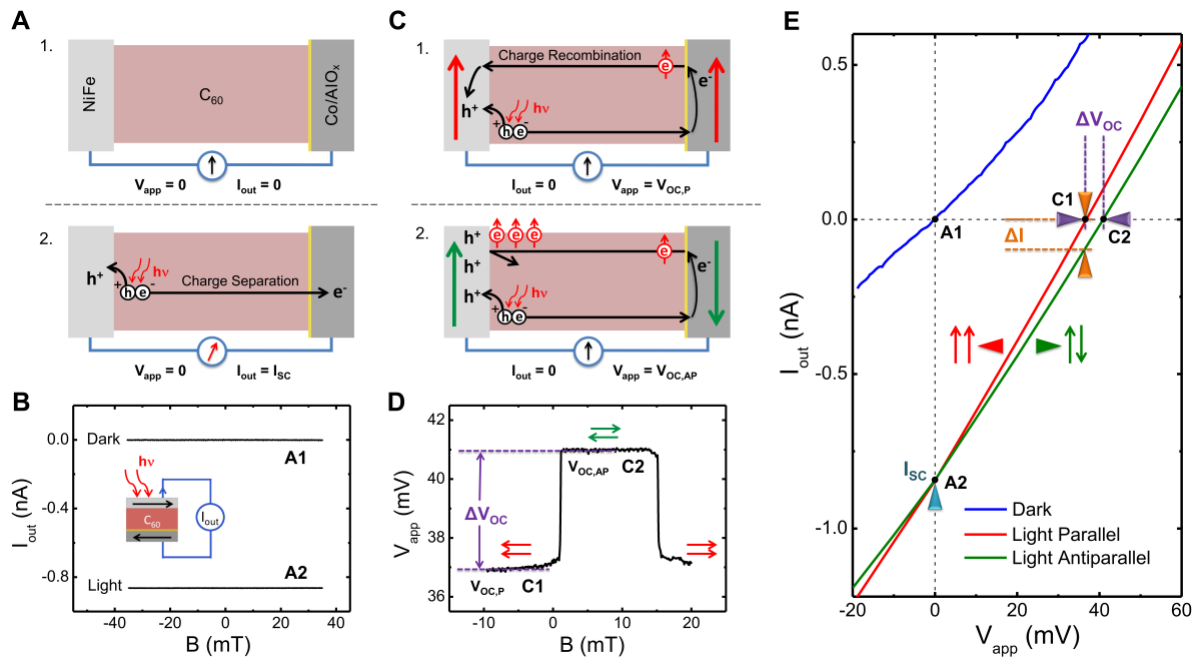 A
1.
NiFe
C60
Co/AlOx
Vapp = 0 Iout = 0
2.
h+
hν
+ h e -
Charge Separation
e-
Vapp = 0 Iout = ISC
B
Dark
A1
hν
C60
Iout
A2
Light
0.0
-0.4
-0.8
Iout (nA)
-40 -20 0 20 40
B (mT)
C
1.
Charge Recombination
e
e-
h+
hν
+ h e -
Iout = 0 Vapp = VOC,P
2.
h+ e e e
e
h+
e-
h+
hν
+ h e -
Iout = 0 Vapp = VOC,AP
D
42
41
40
39
38
37
36
Vapp (mV)
VOC,AP C2
ΔVOC
VOC,P C1
-10 0 10 20
B (mT)
E
0.5
0.0
-0.5
-1.0
Iout (nA)
ΔVOC
C1
A1
C2
ΔI
ISC
A2
Dark
Light Parallel
Light Antiparallel
-20 0 20 40 60
Vapp (mV)